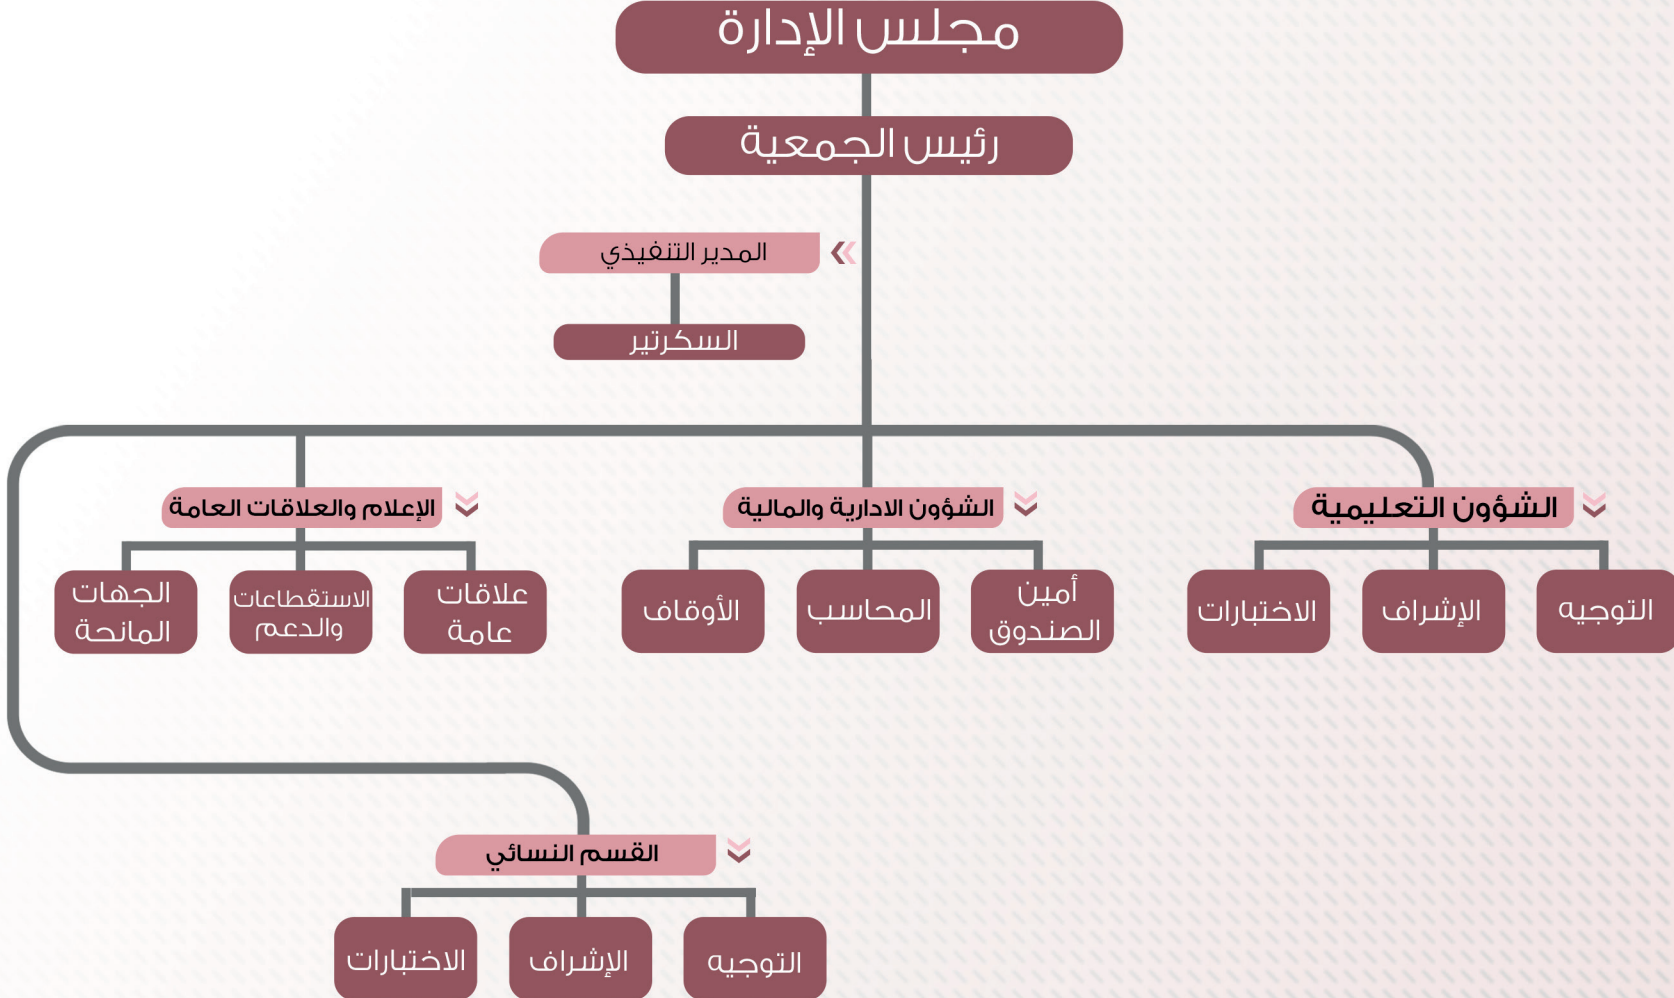 مجلس الإدارة
رئيس الجمعية
المدير التنفيذي
السكرتير
الشؤون التعليمية
الشؤون الادارية والمالية
الإعلام والعلاقات العامة
التوجيه
الإشراف
الاختبارات
أمين
الصندوق
المحاسب
الأوقاف
علاقات
عامة
الاستقطاعات
والدعم
الجهات
المانحة
القسم النسائي
التوجيه
الإشراف
الاختبارات